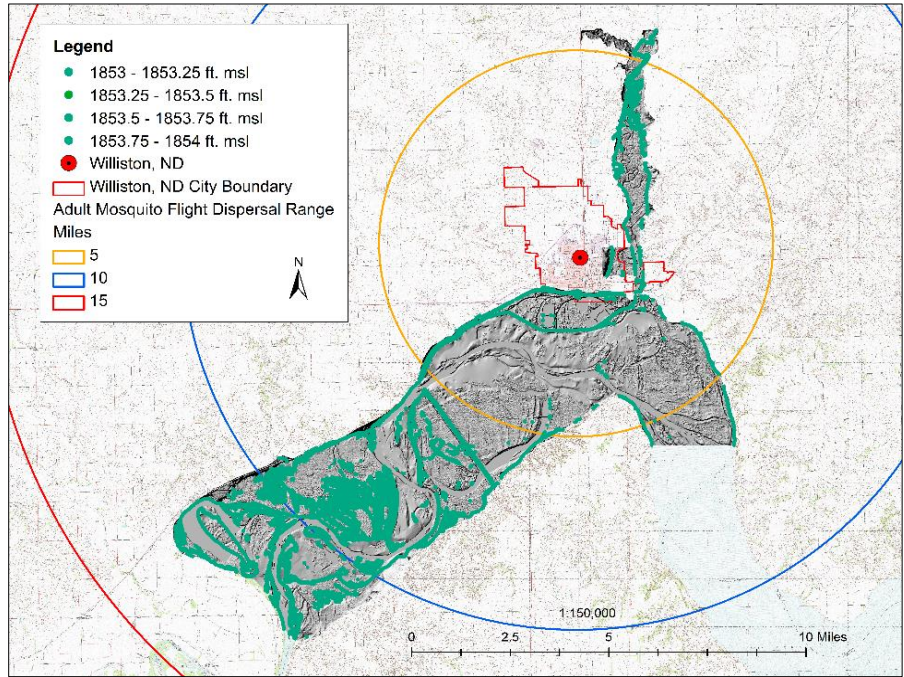 Legend
1853 - 1853.25 ft. msl
1853.25 - 1853.5 ft. msl
1853.5 - 1853.75 ft. msl
1853.75 - 1854 ft. msl
Williston, ND
Williston, ND City Boundary
Adult Mosquito Flight Dispersal Range
Miles
5
10
15
N
1:150,000
0 2.5 5 10 Miles